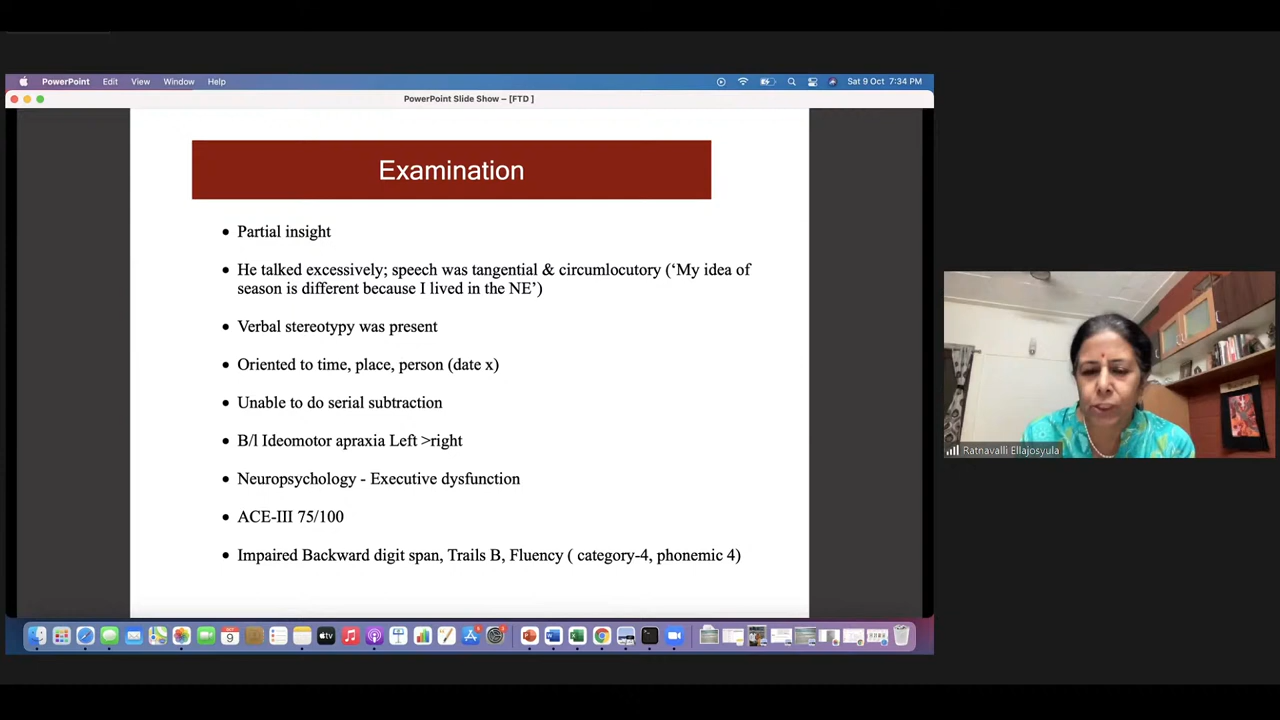 PowerPoint Edit View Window Help Sat 9 Oct 7:34 PM
PowerPoint Slide Show – [FTD ]
Examination
• Partial insight
• He talked excessively; speech was tangential & circumlocutory (‘My idea of
season is different because I lived in the NE’)
• Verbal stereotypy was present
• Oriented to time, place, person (date x)
• Unable to do serial subtraction
• B/l Ideomotor apraxia Left >right
• Neuropsychology - Executive dysfunction
• ACE-III 75/100
• Impaired Backward digit span, Trails B, Fluency ( category-4, phonemic 4)
Ratnavalli Ellajosyula
9
tv